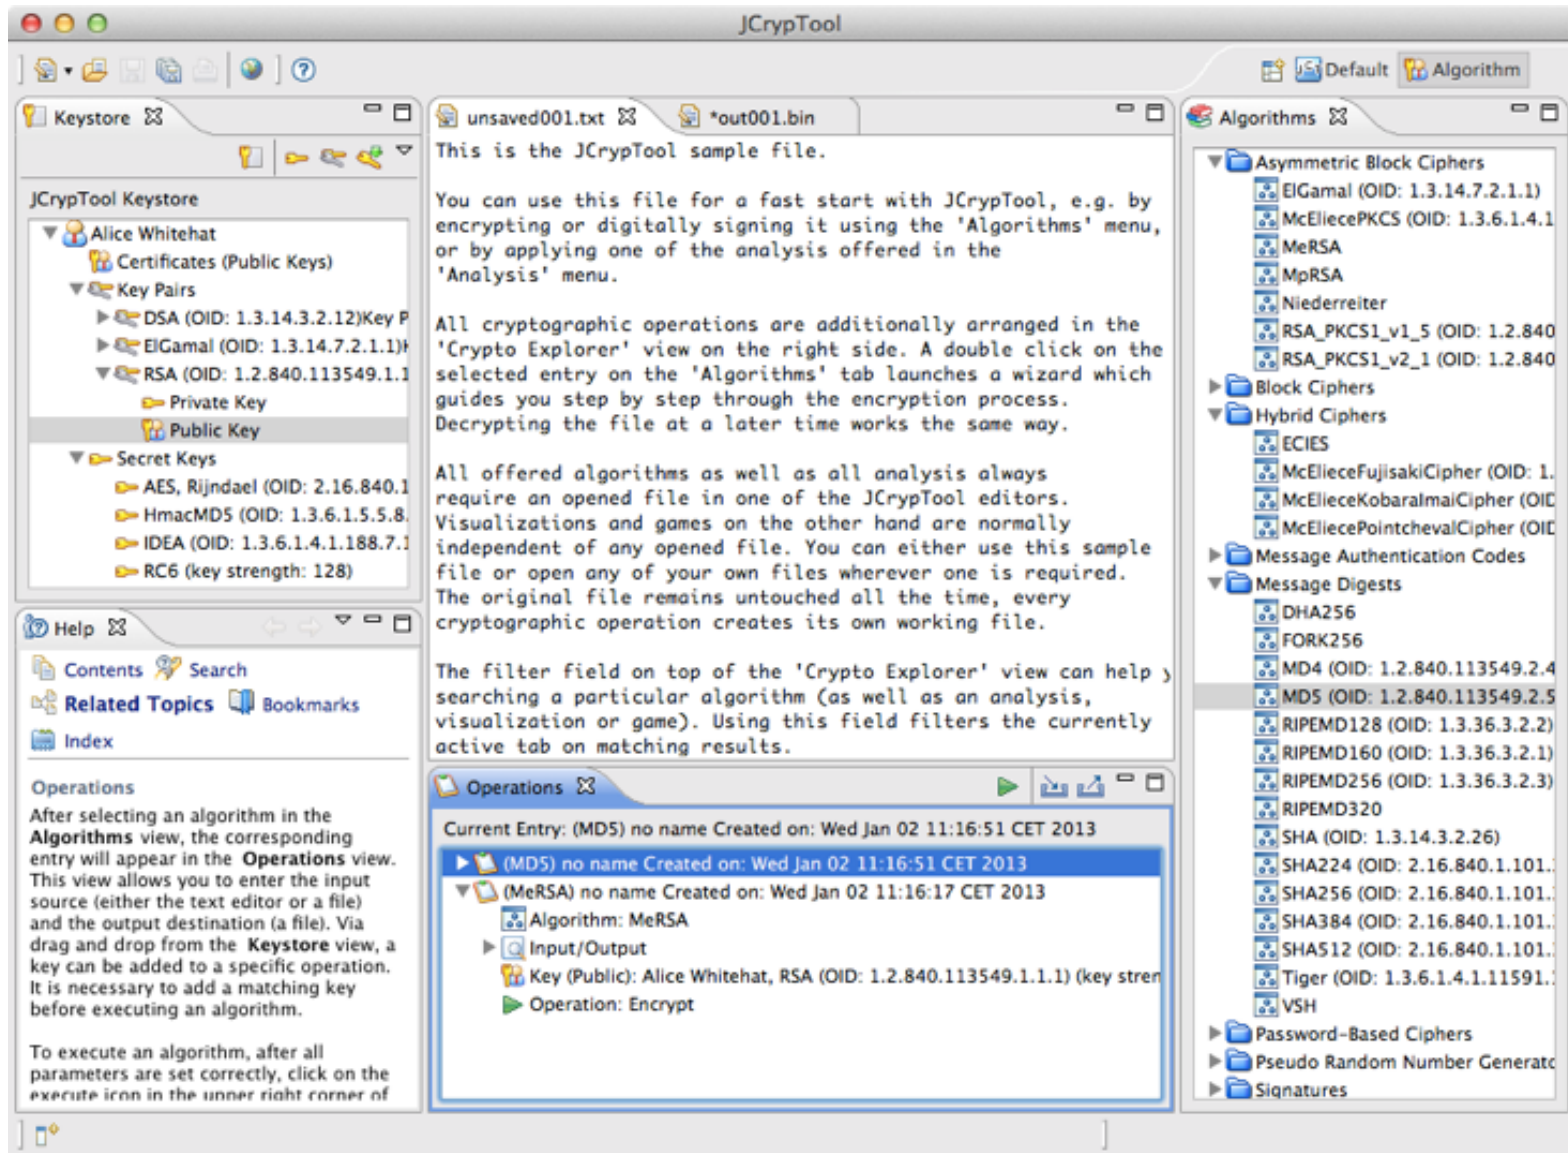 JCrypTool
Default
Algorithm
Keystore
JCrypTool Keystore
Alice Whitehat
Certificates (Public Keys)
Key Pairs
DSA (OID: 1.3.14.3.2.12)Key P
ElGamal (OID: 1.3.14.7.2.1.1)
RSA (OID: 1.2.840.113549.1.1
Private Key
Public Key
Secret Keys
AES, Rijndael (OID: 2.16.840.1
HmacMD5 (OID: 1.3.6.1.5.5.8.
IDEA (OID: 1.3.6.1.4.1.188.7.1
RC6 (key strength: 128)
Help
Contents Search
Related Topics Bookmarks
Index
Operations
After selecting an algorithm in the
Algorithms view, the corresponding
entry will appear in the Operations view.
This view allows you to enter the input
source (either the text editor or a file)
and the output destination (a file). Via
drag and drop from the Keystore view, a
key can be added to a specific operation.
It is necessary to add a matching key
before executing an algorithm.
To execute an algorithm, after all
parameters are set correctly, click on the
execute icon in the upper right corner of
unsaved001.txt
*out001.bin
This is the JCrypTool sample file.
You can use this file for a fast start with JCrypTool, e.g. by
encrypting or digitally signing it using the 'Algorithms' menu,
or by applying one of the analysis offered in the
'Analysis' menu.
All cryptographic operations are additionally arranged in the
'Crypto Explorer' view on the right side. A double click on the
selected entry on the 'Algorithms' tab launches a wizard which
guides you step by step through the encryption process.
Decrypting the file at a later time works the same way.
All offered algorithms as well as all analysis always
require an opened file in one of the JCrypTool editors.
Visualizations and games on the other hand are normally
independent of any opened file. You can either use this sample
file or open any of your own files wherever one is required.
The original file remains untouched all the time, every
cryptographic operation creates its own working file.
The filter field on top of the 'Crypto Explorer' view can help
searching a particular algorithm (as well as an analysis,
visualization or game). Using this field filters the currently
active tab on matching results.
Operations
Current Entry: (MD5) no name Created on: Wed Jan 02 11:16:51 CET 2013
(MD5) no name Created on: Wed Jan 02 11:16:51 CET 2013
(MeRSA) no name Created on: Wed Jan 02 11:16:17 CET 2013
Algorithm: MeRSA
Input/Output
Key (Public): Alice Whitehat, RSA (OID: 1.2.840.113549.1.1.1) (key stren
Operation: Encrypt
Algorithms
Asymmetric Block Ciphers
ElGamal (OID: 1.3.14.7.2.1.1)
McEliecePKCS (OID: 1.3.6.1.4.1
MeRSA
MpRSA
Niederreiter
RSA_PKCS1_v1_5 (OID: 1.2.840
RSA_PKCS1_v2_1 (OID: 1.2.840
Block Ciphers
Hybrid Ciphers
ECIES
McElieceFujisakiCipher (OID: 1.
McElieceKobaraImaiCipher (OID
McEliecePointchevalCipher (OID
Message Authentication Codes
Message Digests
DHA256
FORK256
MD4 (OID: 1.2.840.113549.2.4
MD5 (OID: 1.2.840.113549.2.5
RIPEMD128 (OID: 1.3.36.3.2.2)
RIPEMD160 (OID: 1.3.36.3.2.1)
RIPEMD256 (OID: 1.3.36.3.2.3)
RIPEMD320
SHA (OID: 1.3.14.3.2.26)
SHA224 (OID: 2.16.840.1.101.
SHA256 (OID: 2.16.840.1.101.
SHA384 (OID: 2.16.840.1.101.
SHA512 (OID: 2.16.840.1.101.
Tiger (OID: 1.3.6.1.4.1.11591.
VSH
Password-Based Ciphers
Pseudo Random Number Generato
Signatures